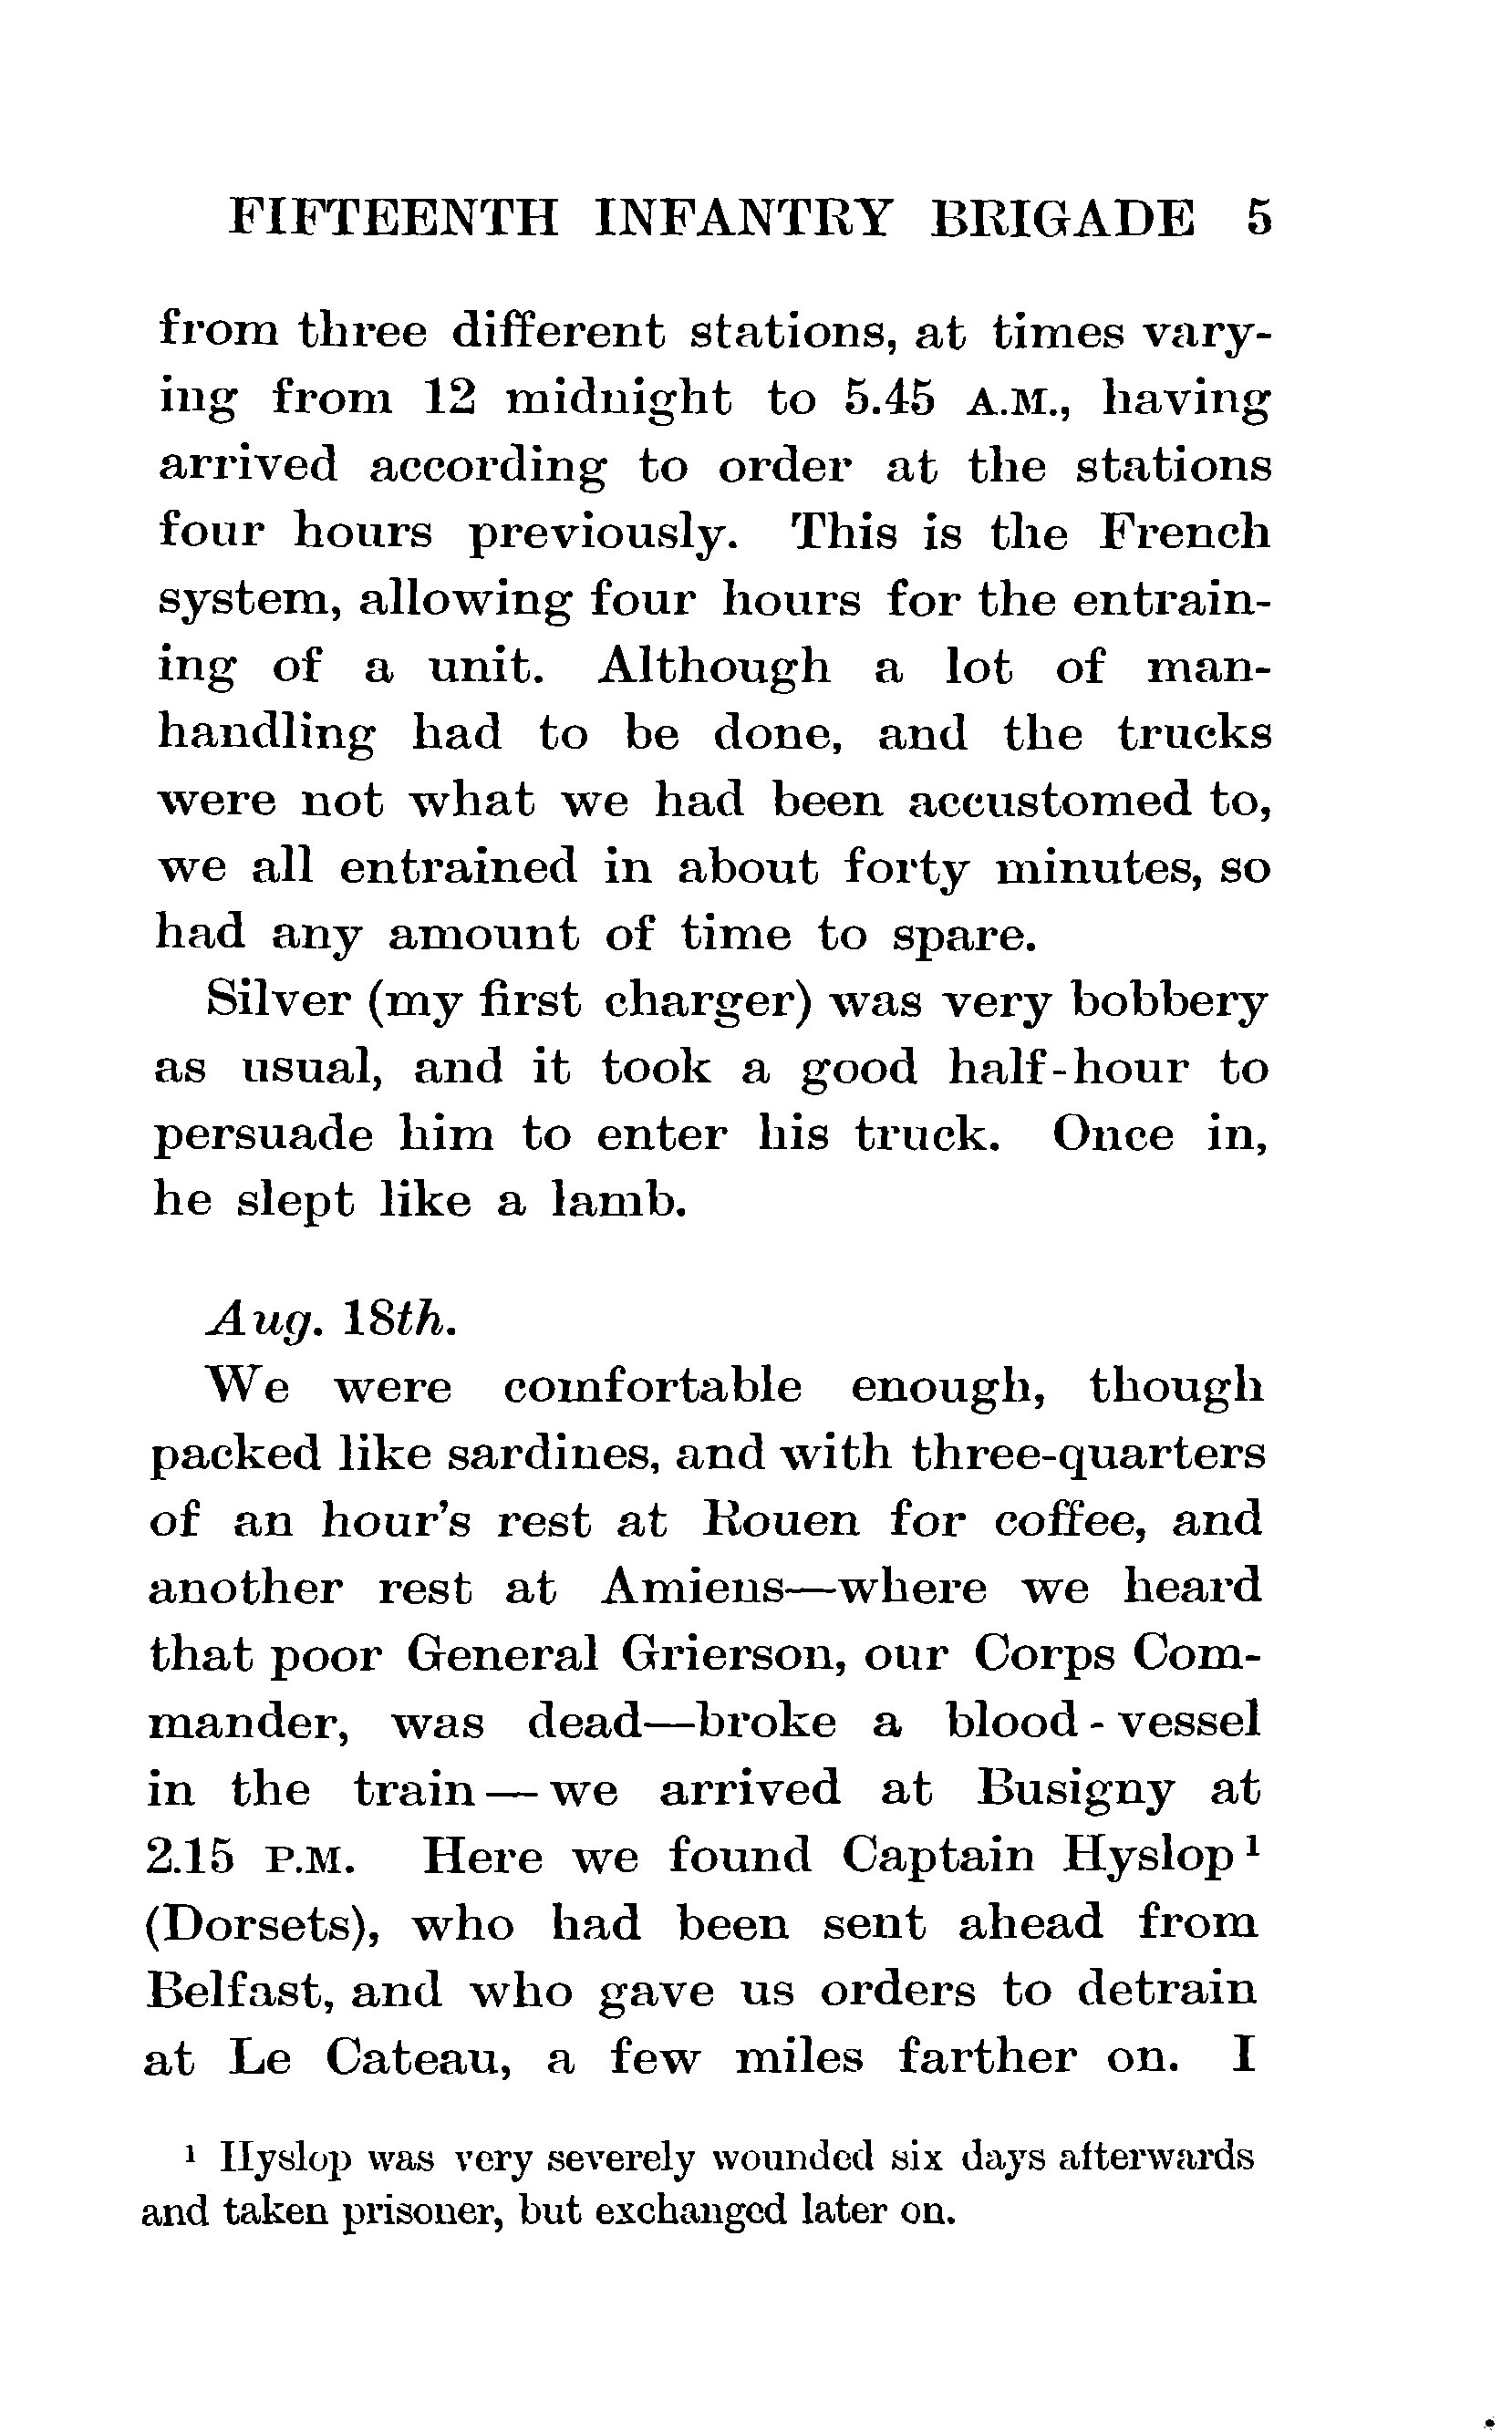 FIFTEENTH INFANTRY BRIGADE 5
from three different stations, at times vary-
ing from 12 midnight to 5.45 A.M., having
arrived according to order at the stations
four hours previously. This is the French
system, allowing four hours for the entrain-
ing of a unit. Although a lot of man-
handling had to be done, and the trucks
were not what we had been accustomed to,
we all entrained in about forty minutes, so
had any amount of time to spare.
Silver (my first charger) was very bobbery
as usual, and it took a good half-hour to
persuade him to enter his truck. Once in,
he slept like a lamb.
Aug. 18th.
We were comfortable enough, though
packed like sardines, and with three-quarters
of an hour's rest at Rouen for coffee, and
another rest at Amiens—where we heard
that poor General Grierson, our Corps Com-
mander, was dead—broke a blood-vessel
in the train—we arrived at Busigny at
2.15 P.M. Here we found Captain Hyslop¹
(Dorsets), who had been sent ahead from
Belfast, and who gave us orders to detrain
at Le Cateau, a few miles farther on. I
¹ Hyslop was very severely wounded six days afterwards
and taken prisoner, but exchanged later on.